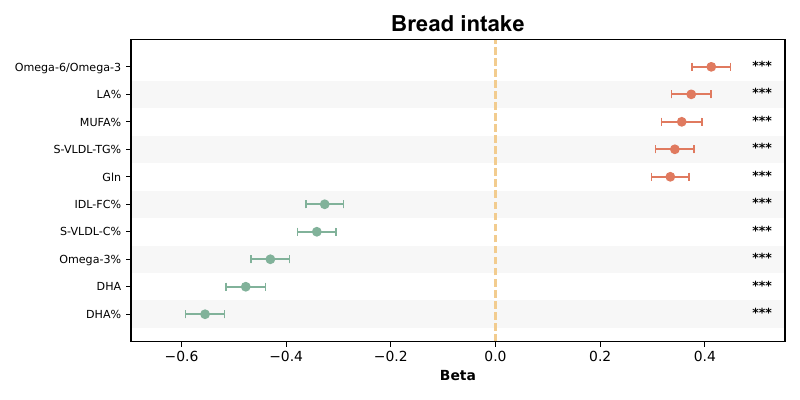 Bread intake
Omega-6/Omega-3 ***
LA% ***
MUFA% ***
S-VLDL-TG% ***
Gln ***
IDL-FC% ***
S-VLDL-C% ***
Omega-3% ***
DHA ***
DHA% ***
−0.6 −0.4 −0.2 0.0 0.2 0.4
Beta